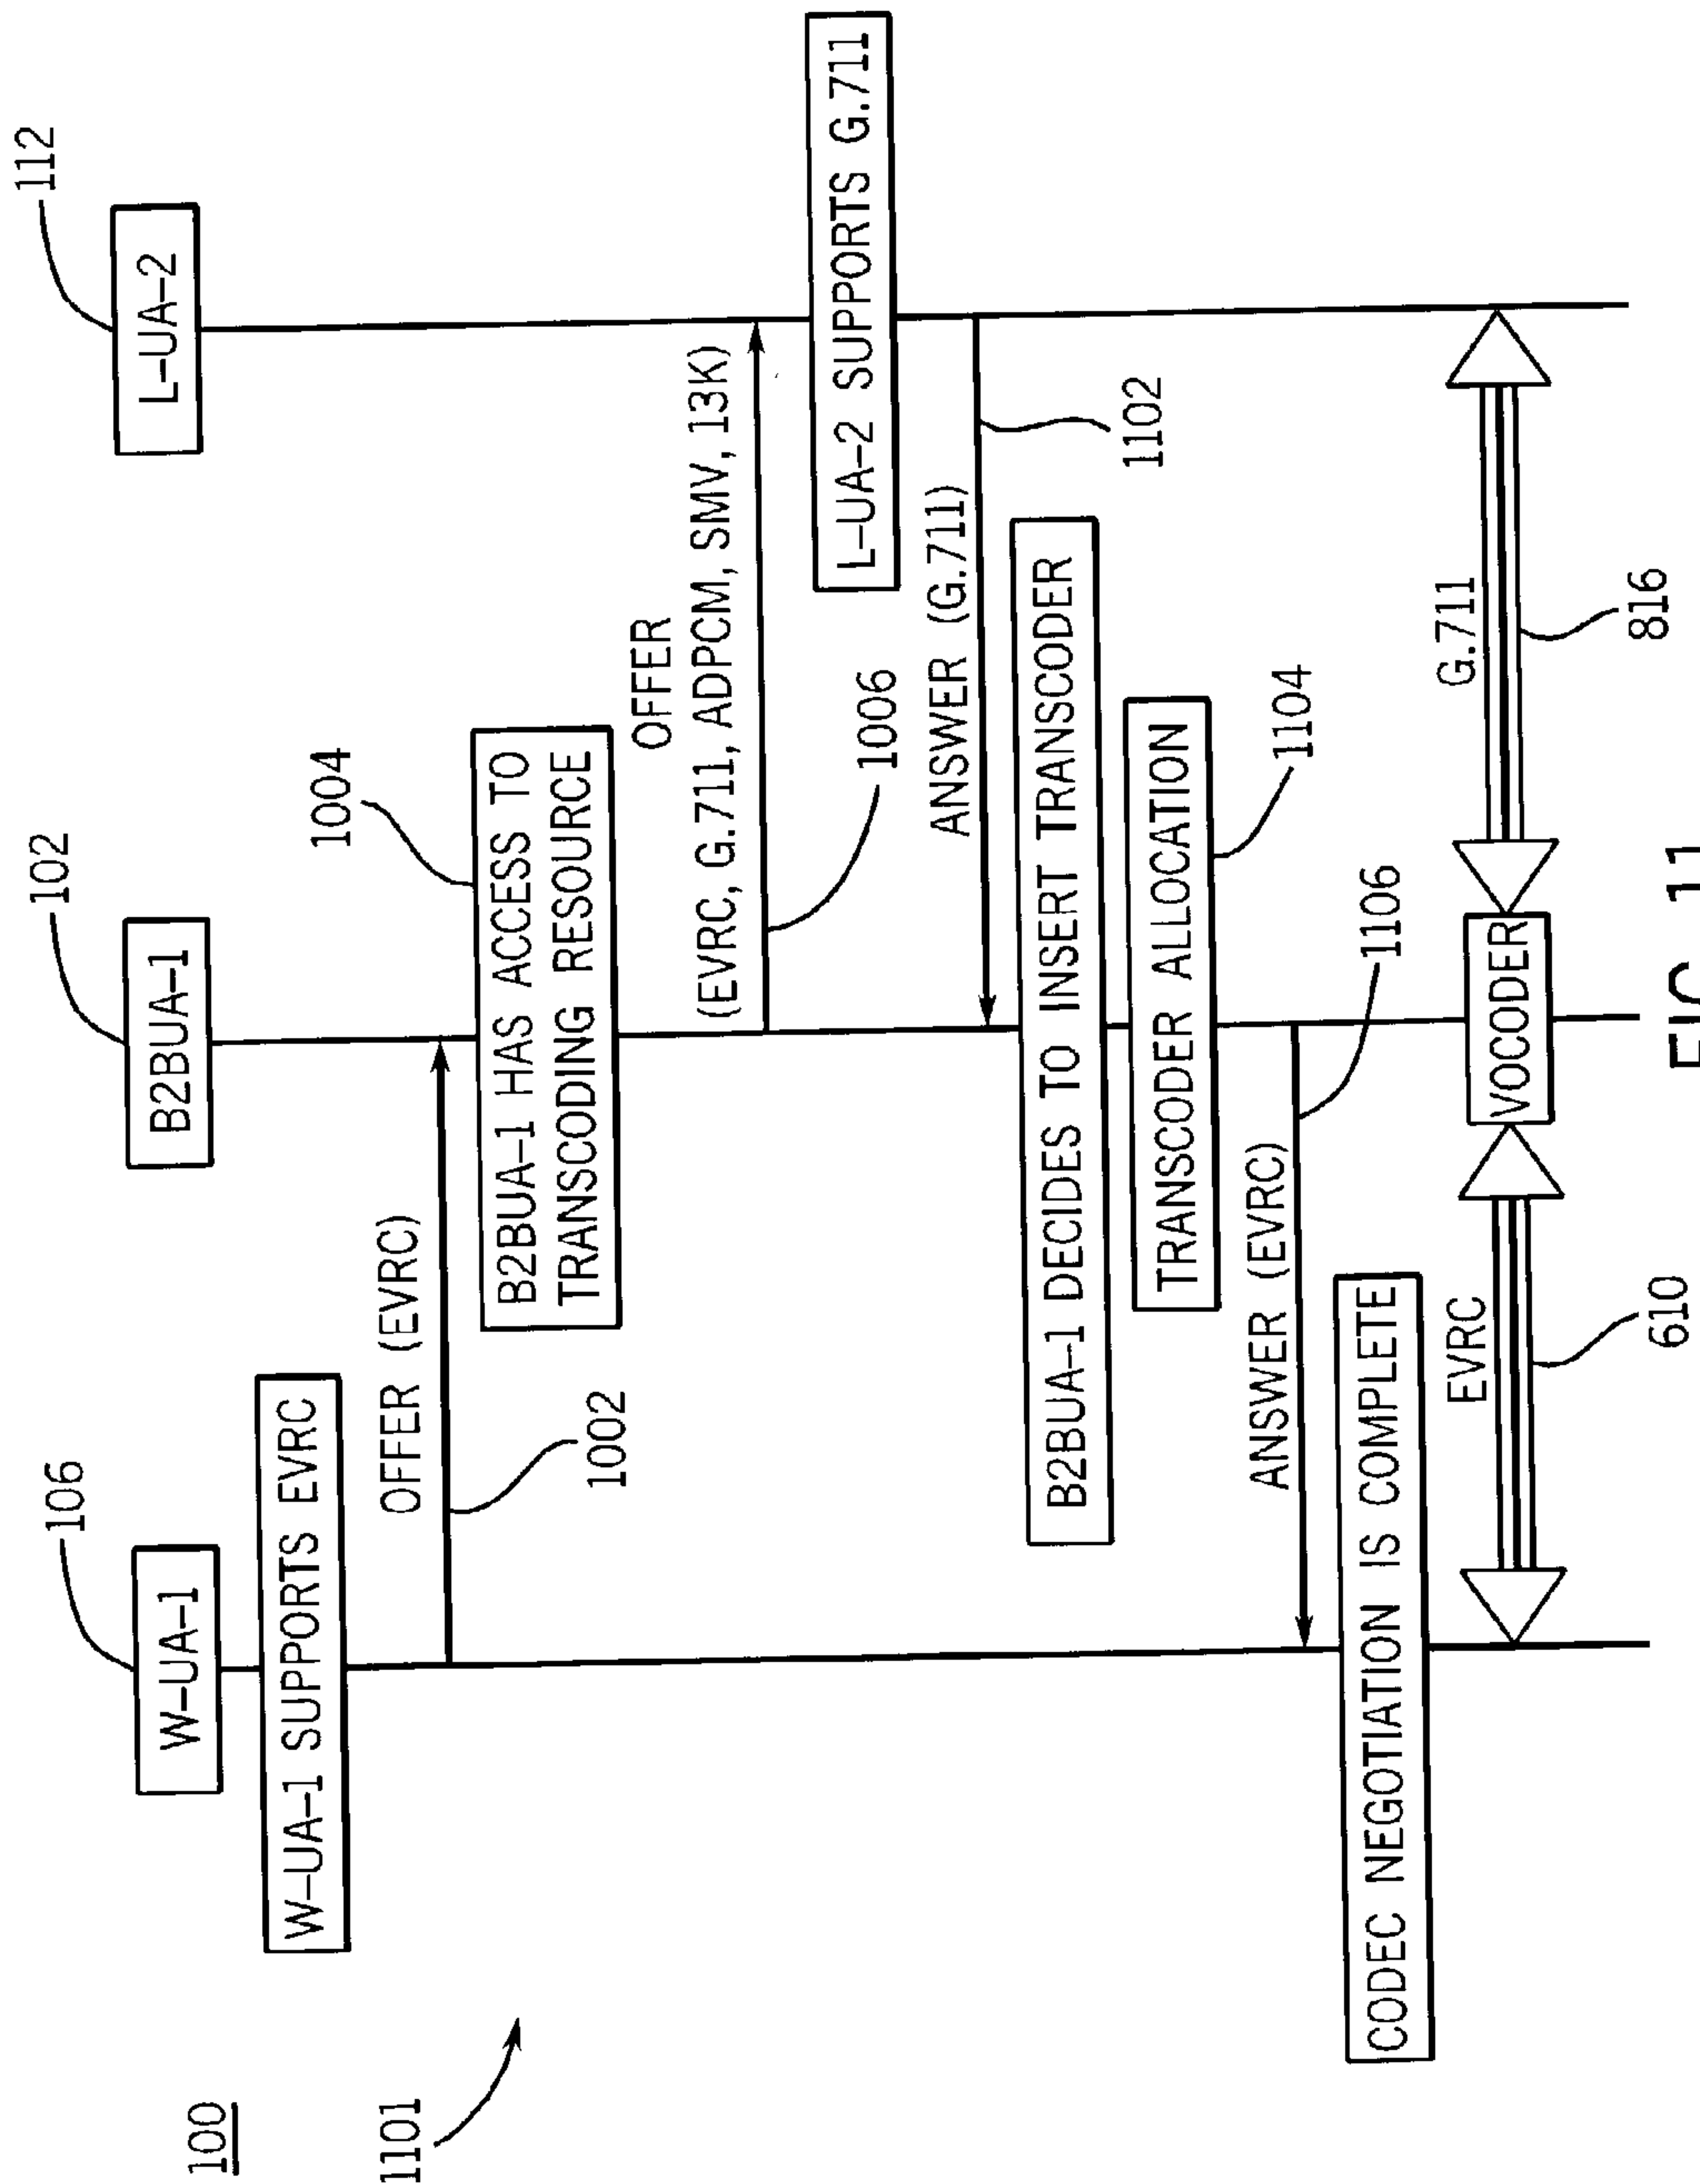 100
1101
106
102
112
W-UA-1
B2BUA-1
L-UA-2
W-UA-1 SUPPORTS EVRC
OFFER (EVRC)
1002
1004
B2BUA-1 HAS ACCESS TO
TRANSCODING RESOURCE
OFFER
(EVRC, G.711, ADPCM, SMV, 13K)
1006
L-UA-2 SUPPORTS G.711
ANSWER (G.711)
1102
B2BUA-1 DECIDES TO INSERT TRANSCODER
TRANSCODER ALLOCATION
1104
ANSWER (EVRC)
1106
CODEC NEGOTIATION IS COMPLETE
EVRC
610
VOCODER
G.711
816
FIG. 11